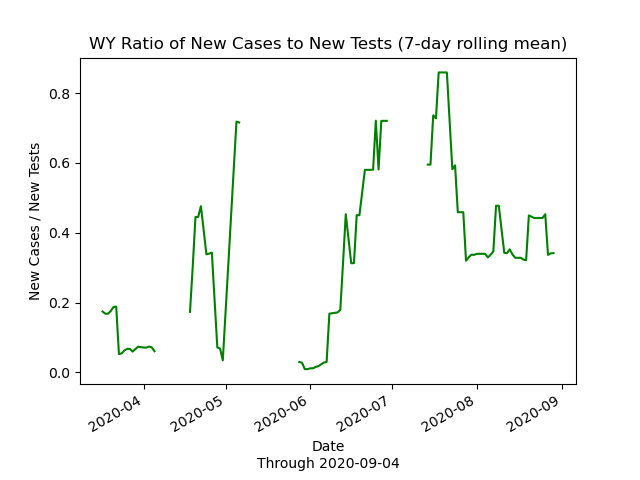 WY Ratio of New Cases to New Tests (7-day rolling mean)
New Cases / New Tests
0.8
0.6
0.4
0.2
0.0
2020-04
2020-05
2020-06
2020-07
2020-08
2020-09
Date
Through 2020-09-04